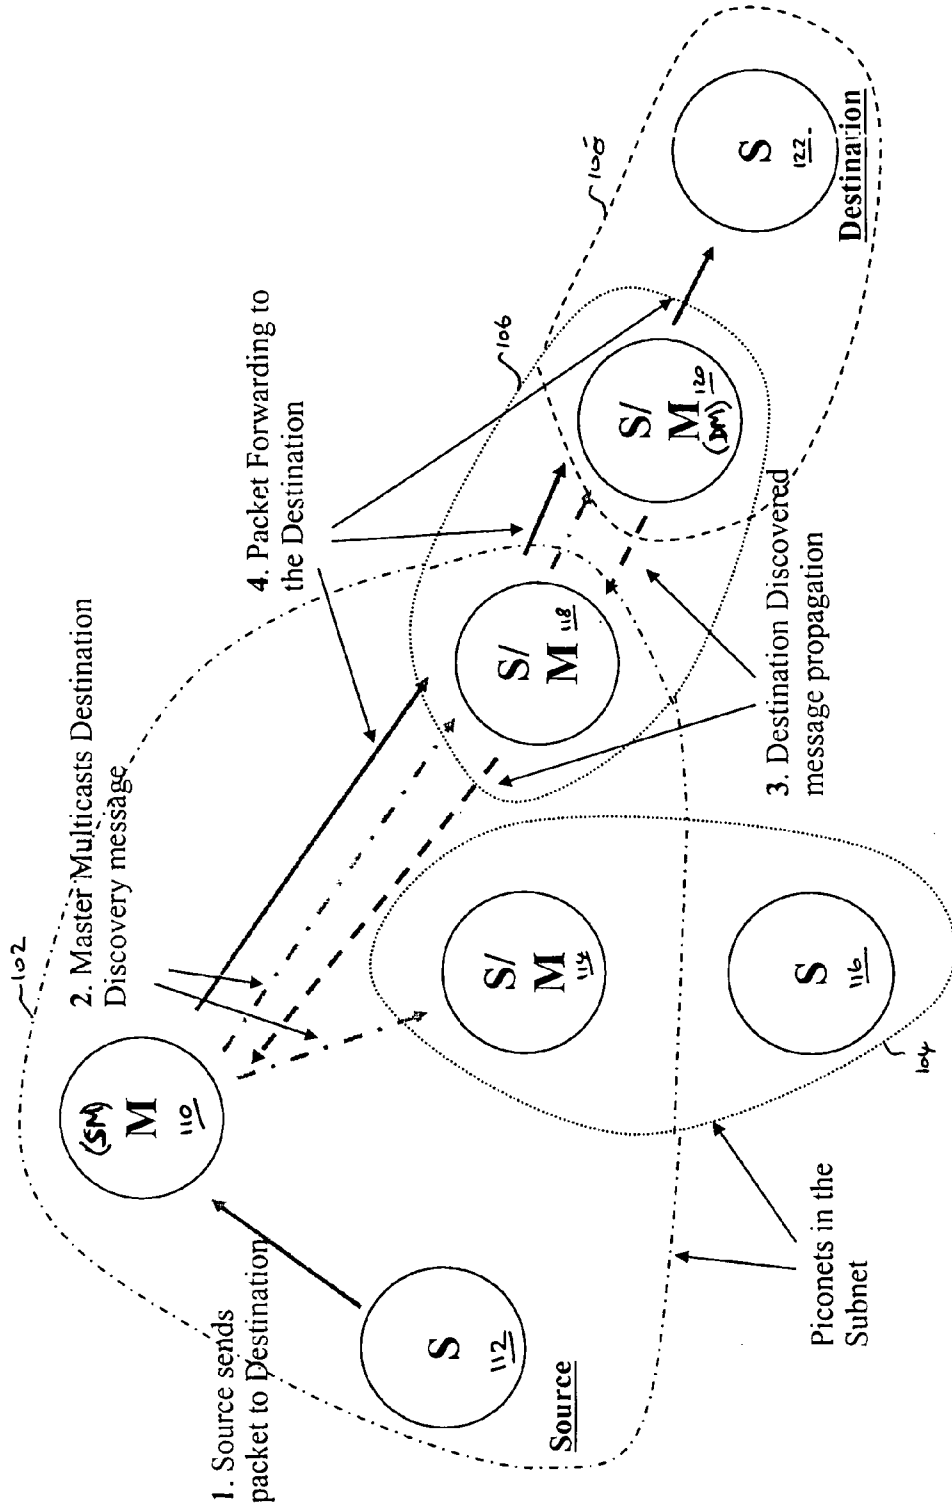 1. Source sends
packet to Destination
2. Master Multicasts Destination
Discovery message
4. Packet Forwarding to
the Destination
3. Destination Discovered
message propagation
Piconets in the
Subnet
102
104
106
108
(SM)
M
110
S
112
Source
S/
M
114
S
116
S/
M
118
S/
M
120
(DM)
S
122
Destination